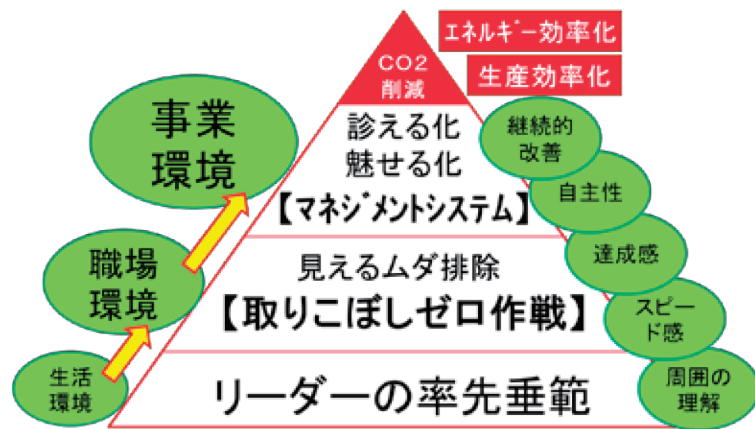 エネルギー効率化
生産効率化
CO2
削減
診える化
魅せる化
【マネジメントシステム】
見えるムダ排除
【取りこぼしゼロ作戦】
リーダーの率先垂範
事業
環境
職場
環境
生活
環境
継続的
改善
自主性
達成感
スピー
ド感
周囲の
理解